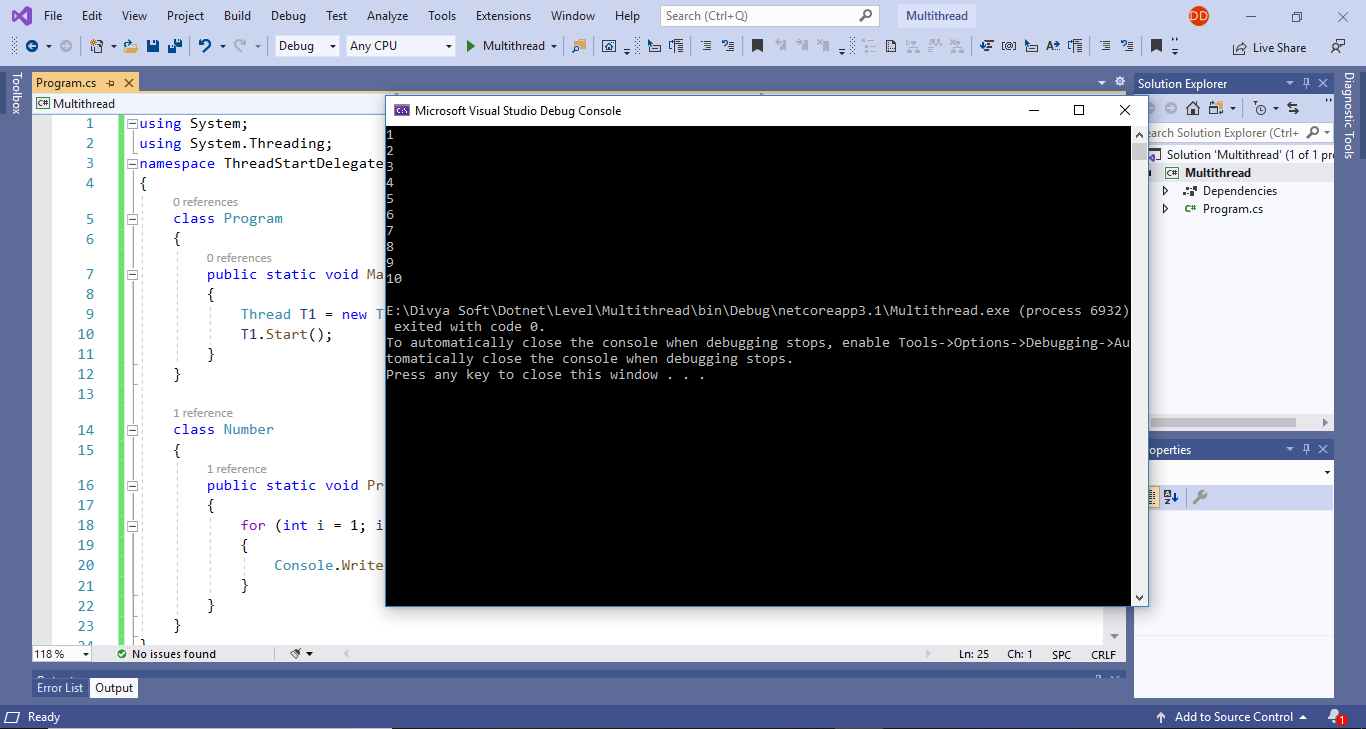 File Edit View Project Build Debug Test Analyze Tools Extensions Window Help Search (Ctrl+Q) Multithread DD
Debug Any CPU Multithread Live Share
Toolbox
Program.cs
Multithread
1 using System;
2 using System.Threading;
3 namespace ThreadStartDelegate
4 {
0 references
5 class Program
6 {
0 references
7 public static void Ma
8 {
9 Thread T1 = new T
10 T1.Start();
11 }
12 }
13
1 reference
14 class Number
15 {
1 reference
16 public static void Pr
17 {
18 for (int i = 1; i
19 {
20 Console.Write
21 }
22 }
23 }
24 }
Microsoft Visual Studio Debug Console
1
2
3
4
5
6
7
8
9
10
E:\Divya Soft\Dotnet\Level\Multithread\bin\Debug\netcoreapp3.1\Multithread.exe (process 6932)
exited with code 0.
To automatically close the console when debugging stops, enable Tools->Options->Debugging->Au
tomatically close the console when debugging stops.
Press any key to close this window . . .
Solution Explorer
earch Solution Explorer (Ctrl+
Solution 'Multithread' (1 of 1 pr
C# Multithread
Dependencies
C# Program.cs
operties
Diagnostic Tools
118 % No issues found Ln: 25 Ch: 1 SPC CRLF
Error List Output
Ready Add to Source Control 1